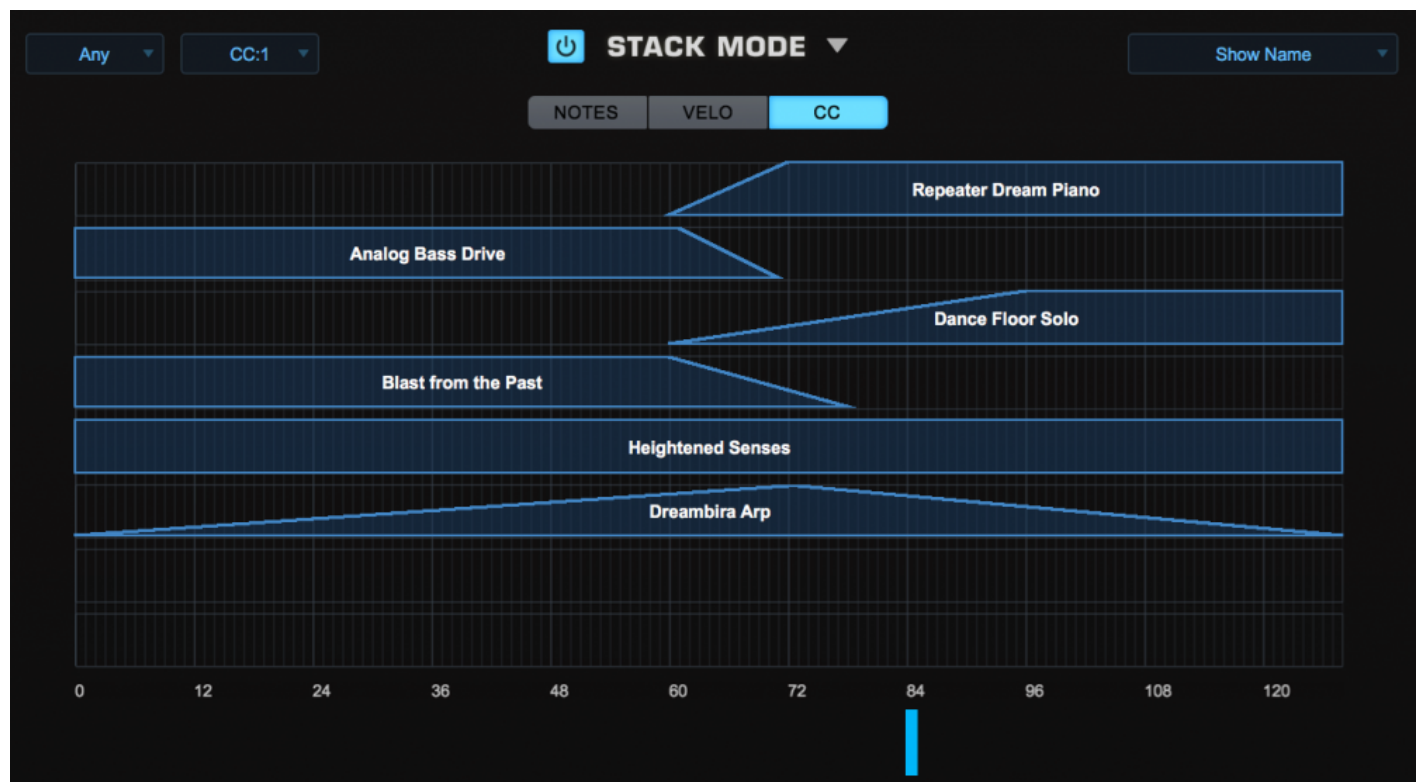 Any CC:1 STACK MODE Show Name
NOTES VELO CC
Repeater Dream Piano
Analog Bass Drive
Dance Floor Solo
Blast from the Past
Heightened Senses
Dreambira Arp
0 12 24 36 48 60 72 84 96 108 120